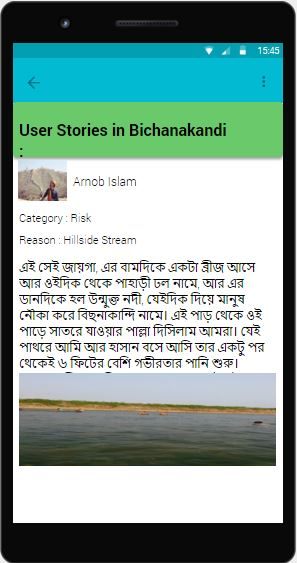 15:45
User Stories in Bichanakandi
:
Arnob Islam
Category : Risk
Reason : Hillside Stream
এই সেই জায়গা, এর বামদিকে একটা ব্রীজ আসে
আর ওইদিক থেকে পাহাড়ী ঢল নামে, আর এর
ডানদিকে হল উন্মুক্ত নদী, যেইদিক দিয়ে মানুষ
নৌকা করে বিছনাকান্দি নামে। এই পাড় থেকে ওই
পাড়ে সাতরে যাওয়ার পাল্লা দিসিলাম আমরা। যেই
পাথরে আমি আর হাসান বসে আসি তার একটু পর
থেকেই ৬ ফিটের বেশি গভীরতার পানি শুরু।